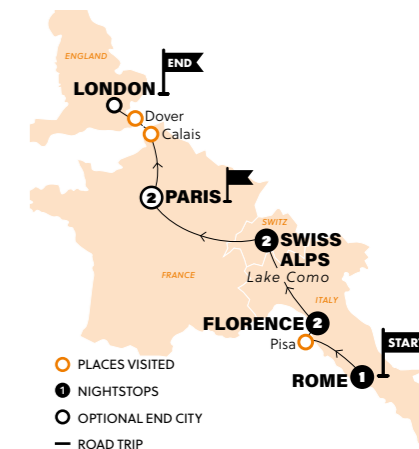 ENGLAND
END
LONDON
Dover
Calais
2 PARIS
SWITZ
2 SWISS
ALPS
Lake Como
FRANCE
ITALY
FLORENCE 2
Pisa
START
ROME 1
PLACES VISITED
1 NIGHTSTOPS
OPTIONAL END CITY
ROAD TRIP